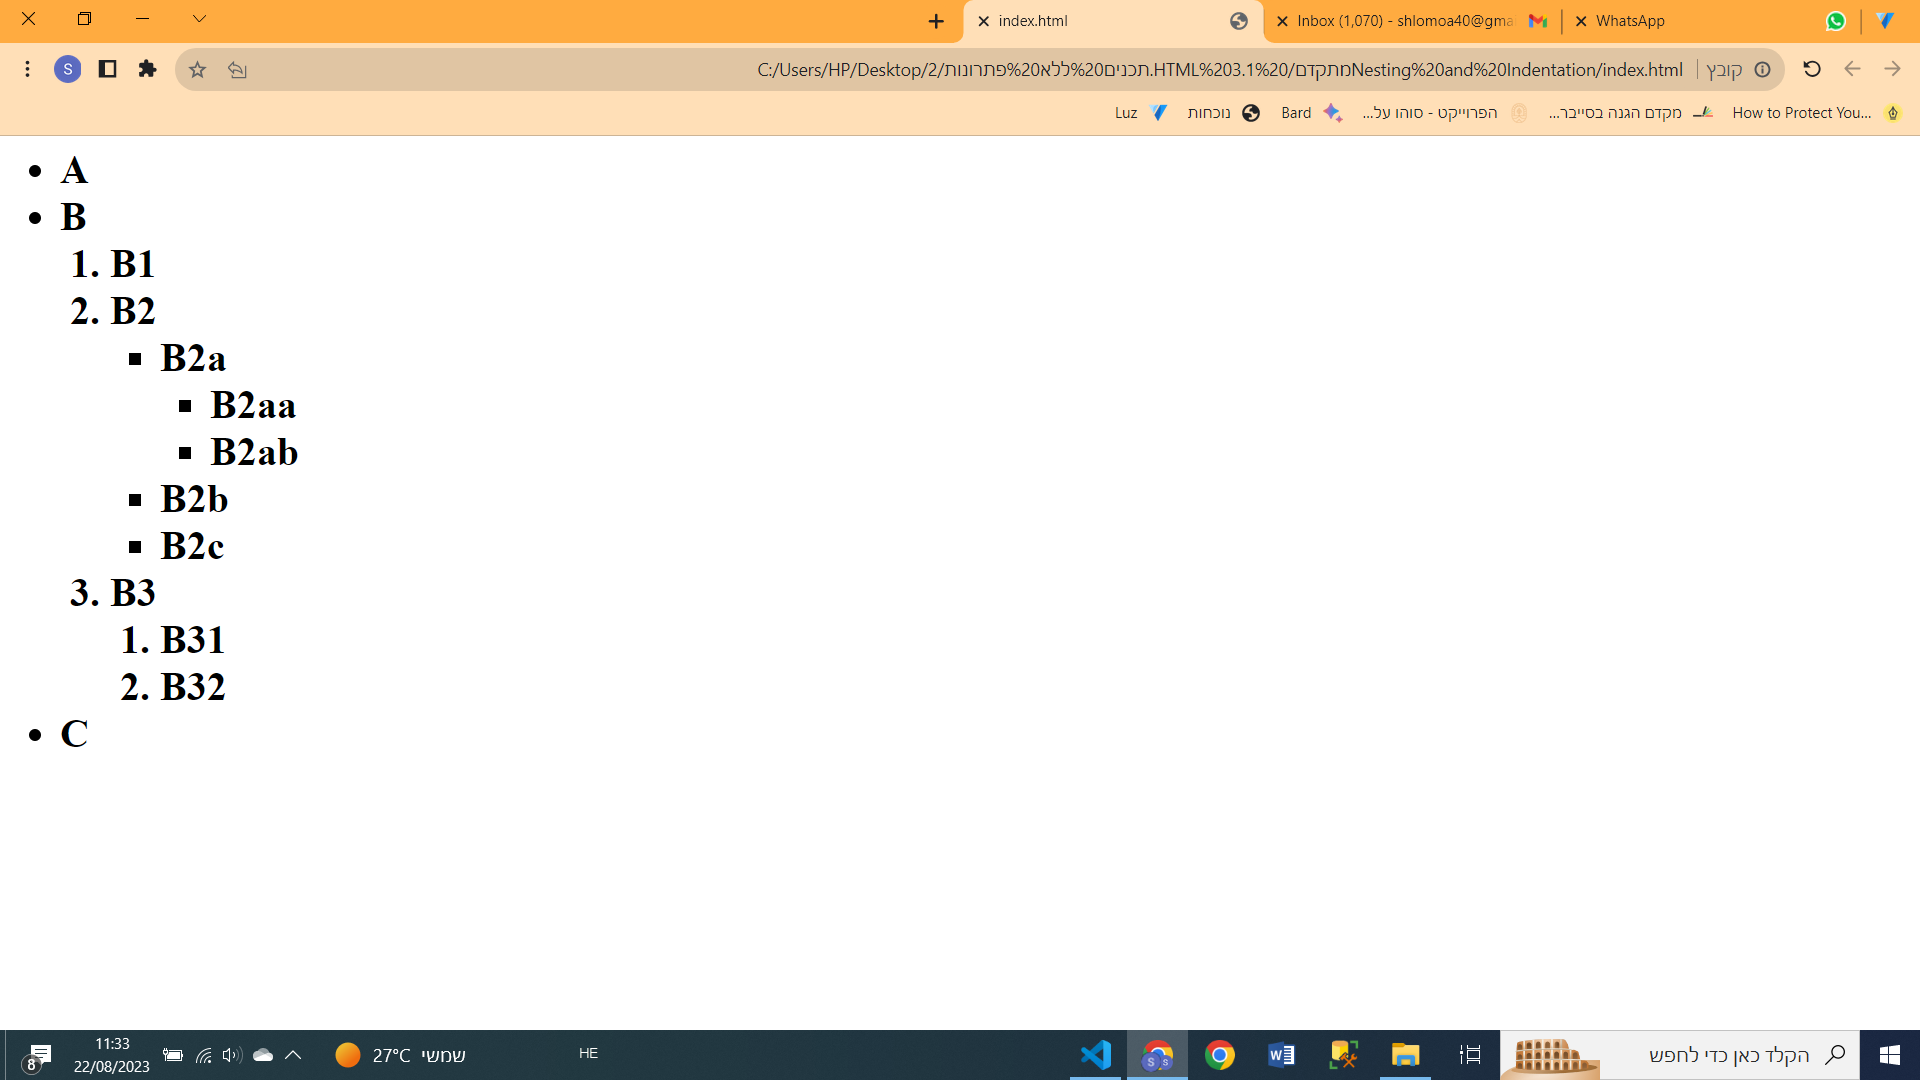 index.html
Inbox (1,070) - shlomoa40@gma
WhatsApp
S
C:/Users/HP/Desktop/2/תכנים%20ללא%20פתרונות.HTML%203.1%20/מתקדםNesting%20and%20Indentation/index.html
קובץ
Luz
נוכחות
Bard
הפרוייקט - סוהו על...
מקדם הגנה בסייבר...
How to Protect You...
• A
• B
1. B1
2. B2
▪ B2a
▪ B2aa
▪ B2ab
▪ B2b
▪ B2c
3. B3
1. B31
2. B32
• C
8
11:33
22/08/2023
27°C שמשי
HE
הקלד כאן כדי לחפש